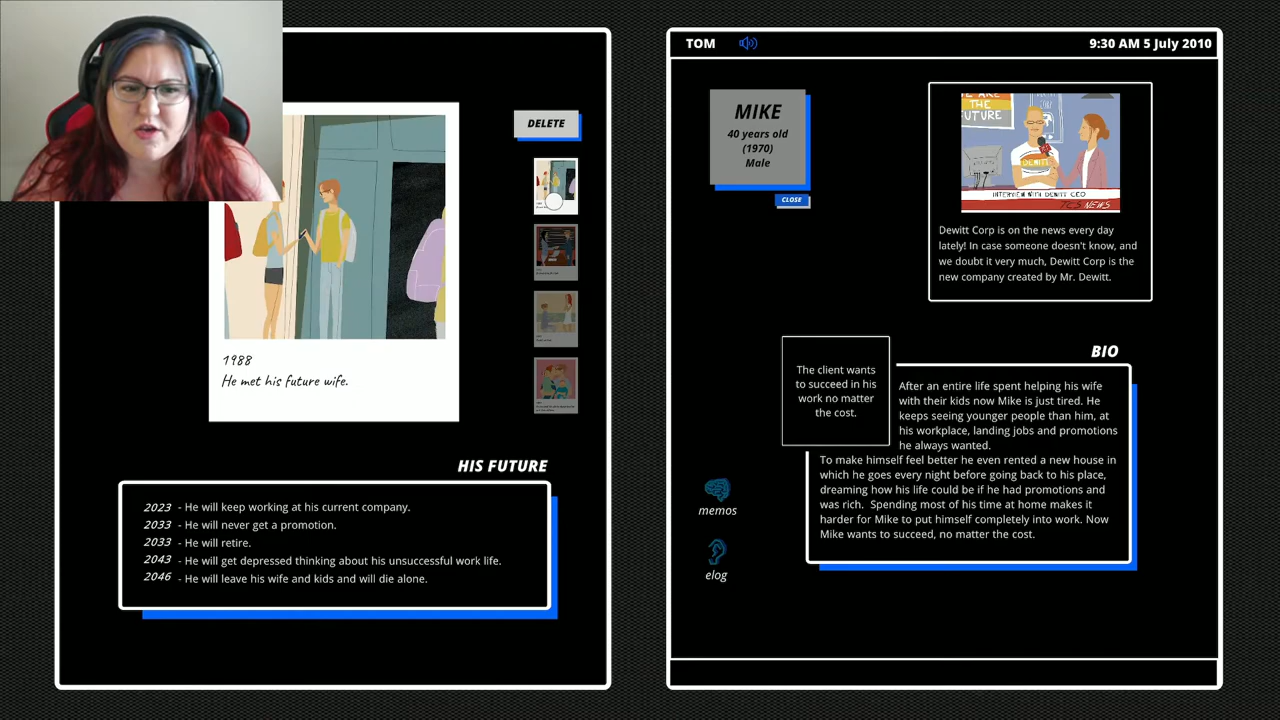 DELETE
1988
He met his future wife.
HIS FUTURE
2023 - He will keep working at his current company.
2033 - He will never get a promotion.
2033 - He will retire.
2043 - He will get depressed thinking about his unsuccessful work life.
2046 - He will leave his wife and kids and will die alone.
TOM
9:30 AM 5 July 2010
MIKE
40 years old
(1970)
Male
CLOSE
THE
FUTURE
DEWITT
INTERVIEW WITH DEWITT CEO
NEWS
Dewitt Corp is on the news every day
lately! In case someone doesn't know, and
we doubt it very much, Dewitt Corp is the
new company created by Mr. Dewitt.
BIO
The client wants
to succeed in his
work no matter
the cost.
After an entire life spent helping his wife
with their kids now Mike is just tired. He
keeps seeing younger people than him, at
his workplace, landing jobs and promotions
he always wanted.
To make himself feel better he even rented a new house in
which he goes every night before going back to his place,
dreaming how his life could be if he had promotions and
was rich. Spending most of his time at home makes it
harder for Mike to put himself completely into work. Now
Mike wants to succeed, no matter the cost.
memos
elog